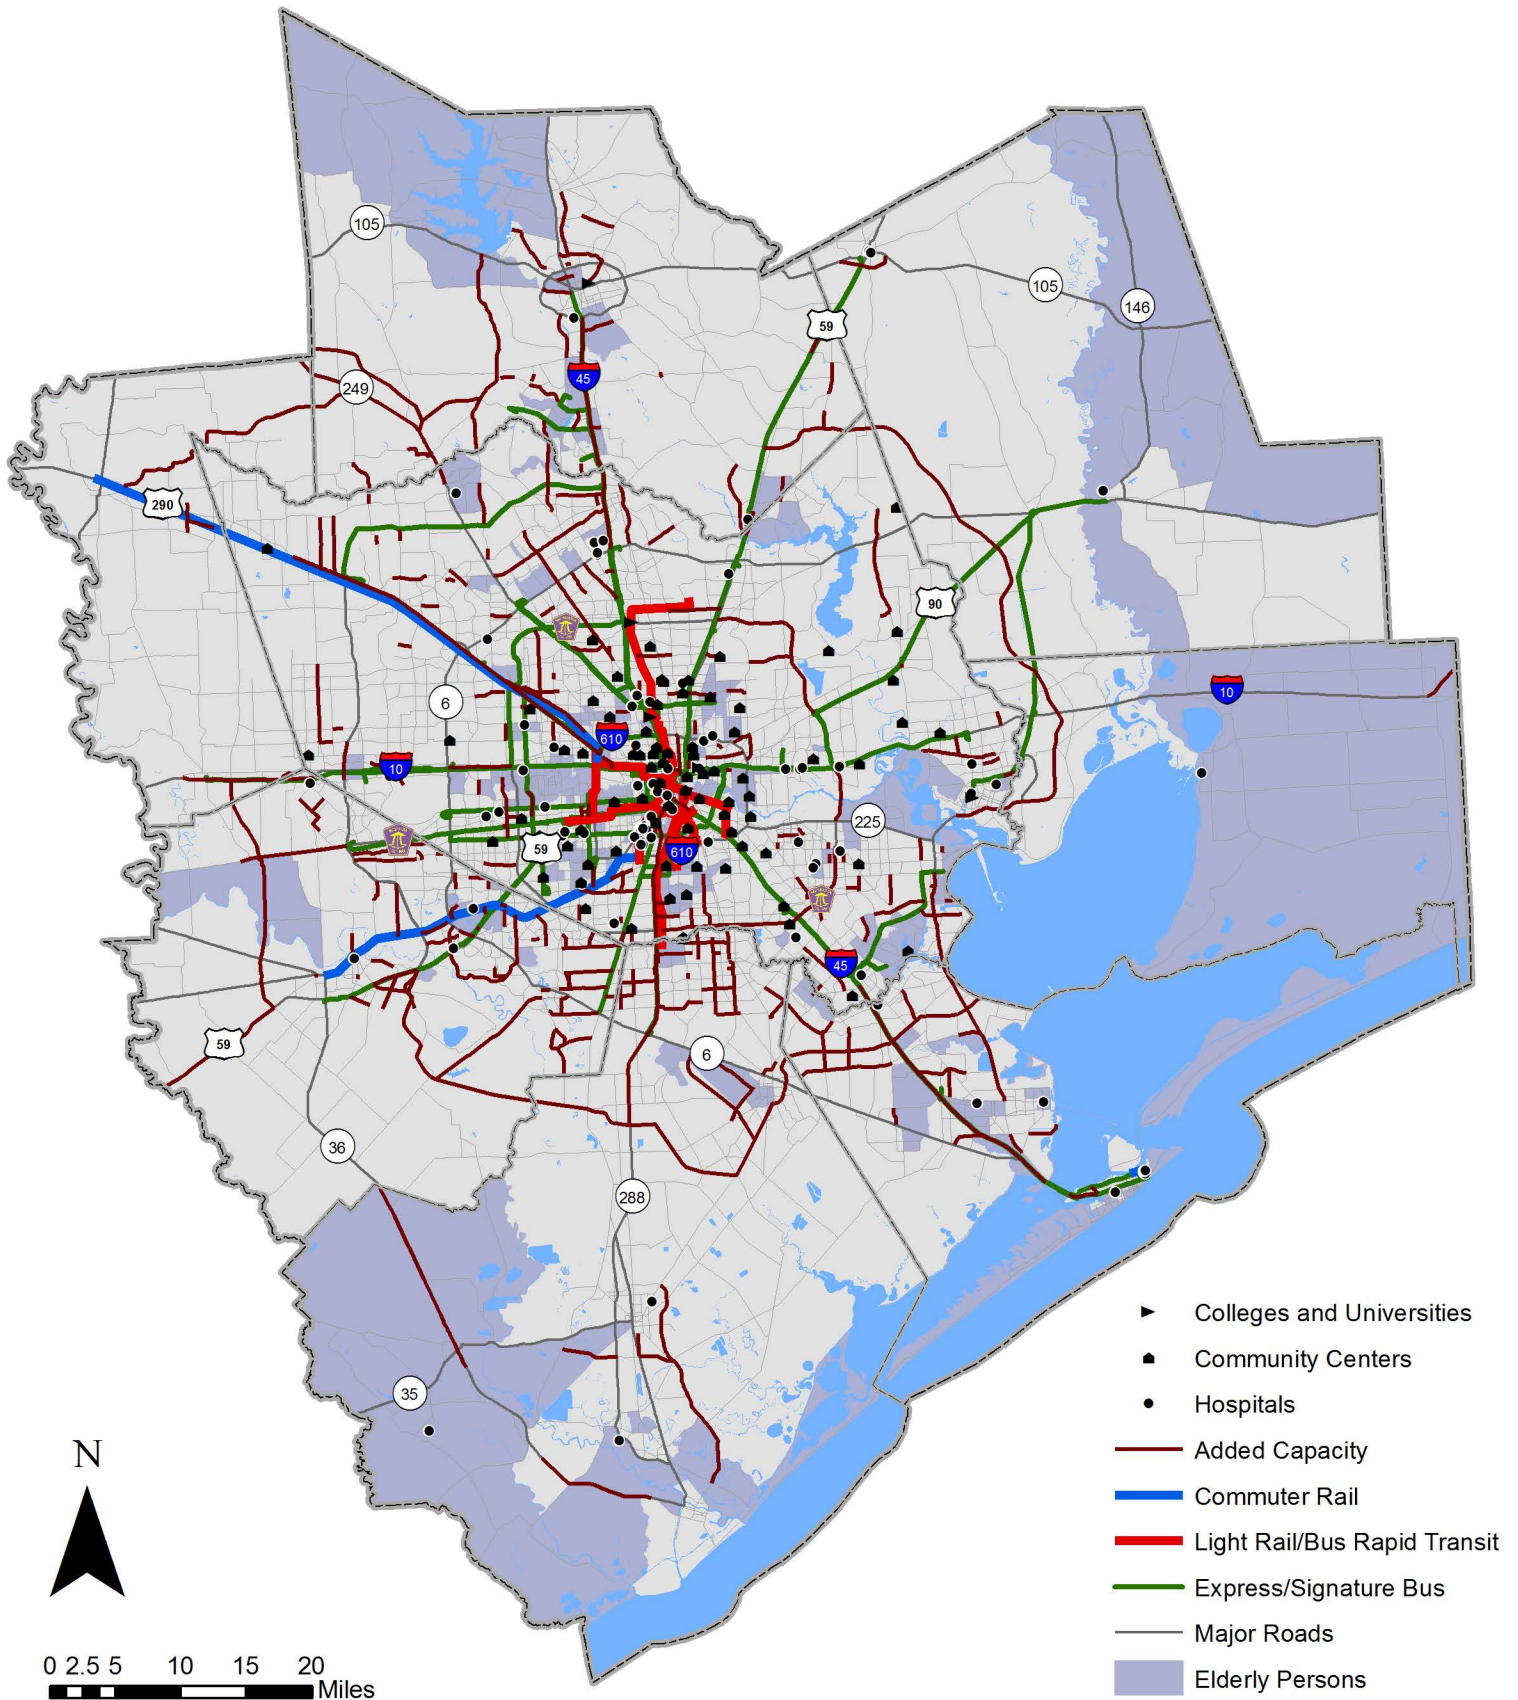 105
105
146
59
45
249
290
90
6
10
610
10
225
59
610
45
59
6
36
288
35
Colleges and Universities
Community Centers
Hospitals
Added Capacity
Commuter Rail
Light Rail/Bus Rapid Transit
Express/Signature Bus
Major Roads
Elderly Persons
N
0 2.5 5 10 15 20
Miles